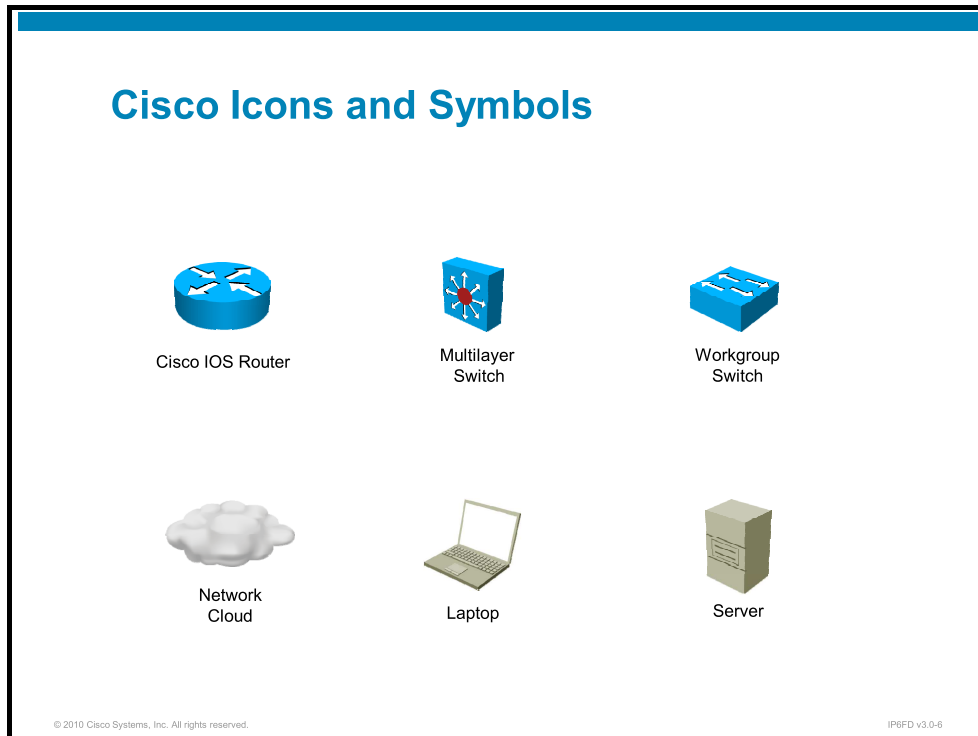 Cisco Icons and Symbols
Cisco IOS Router
Multilayer
Switch
Workgroup
Switch
Network
Cloud
Laptop
Server
© 2010 Cisco Systems, Inc. All rights reserved.
IP6FD v3.0-6